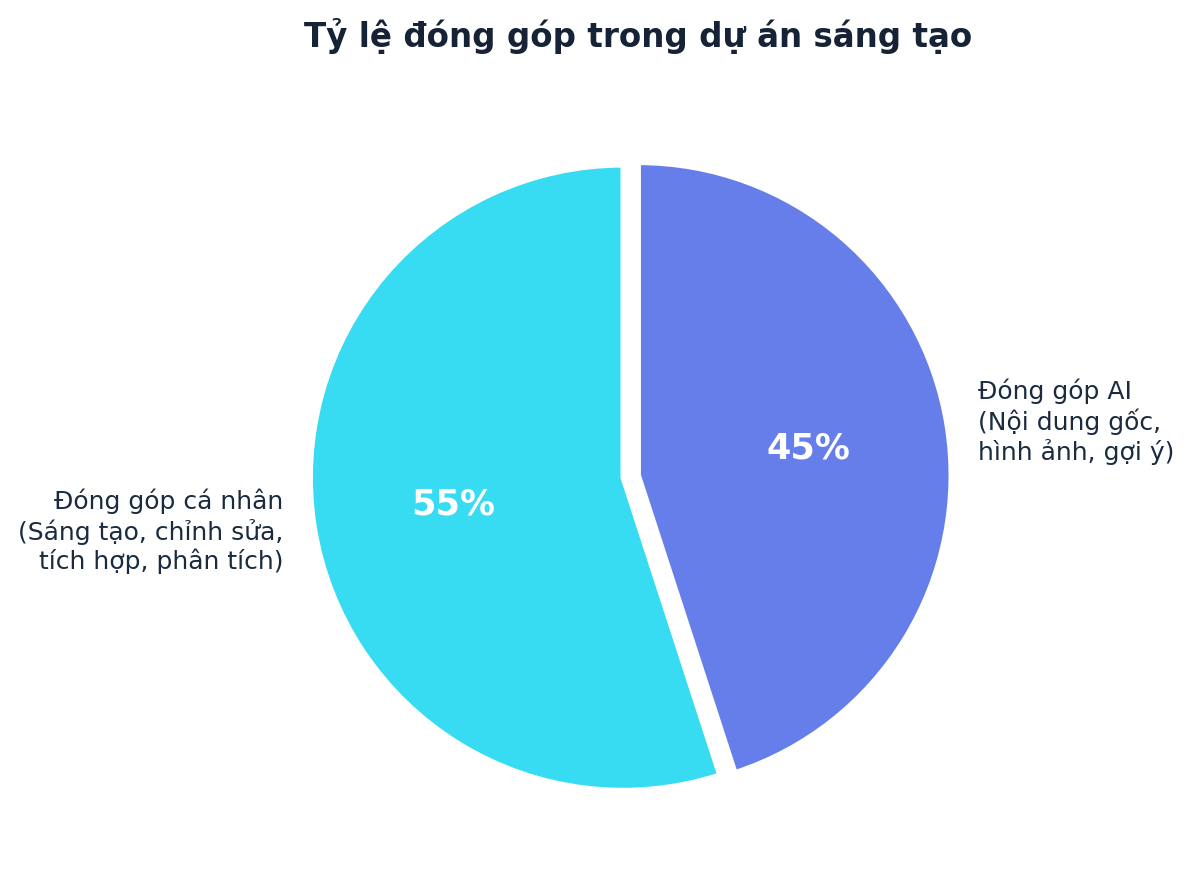 Tỷ lệ đóng góp trong dự án sáng tạo
Đóng góp AI
(Nội dung gốc,
hình ảnh, gợi ý)
45%
55%
Đóng góp cá nhân
(Sáng tạo, chỉnh sửa,
tích hợp, phân tích)